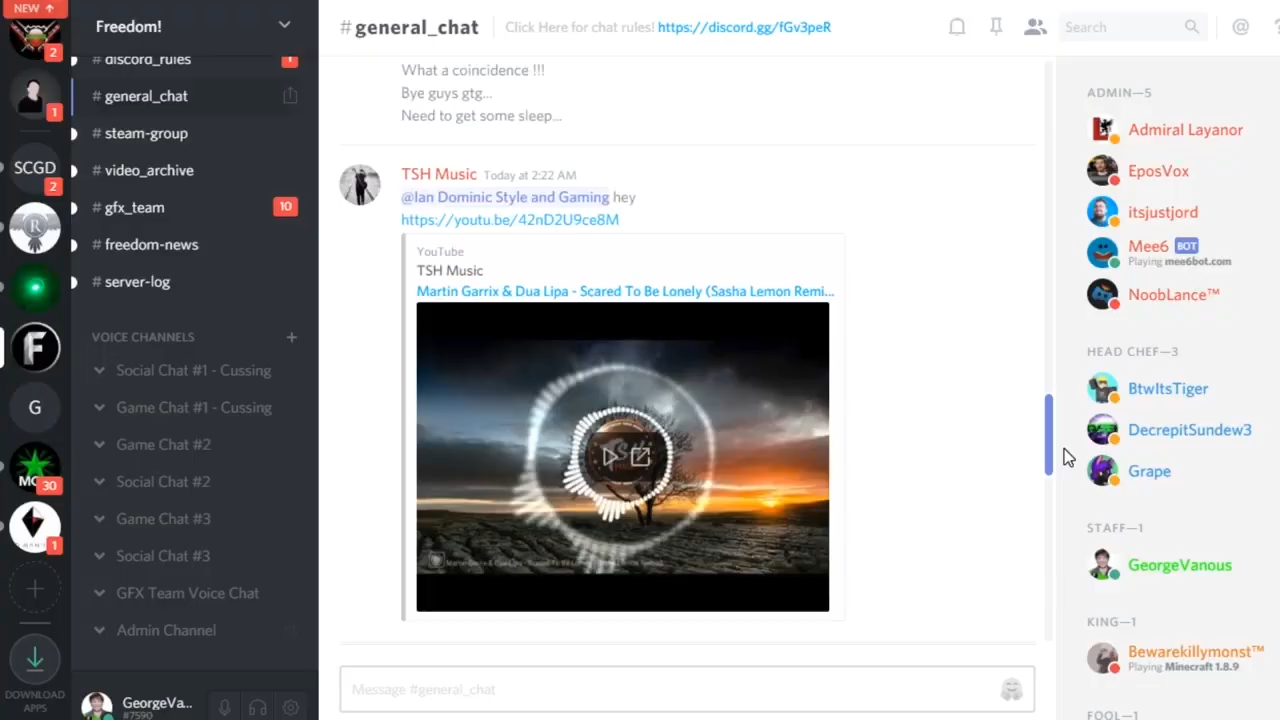 NEW ↑
2
1
SCGD
2
R
F
G
30
1
+
DOWNLOAD
APPS
Freedom!
# discord_rules
1
# general_chat
# steam-group
# video_archive
# gfx_team
10
# freedom-news
# server-log
VOICE CHANNELS +
Social Chat #1 - Cussing
Game Chat #1 - Cussing
Game Chat #2
Social Chat #2
Game Chat #3
Social Chat #3
GFX Team Voice Chat
Admin Channel
GeorgeVa...
#7590
#general_chat
Click Here for chat rules! https://discord.gg/fGv3peR
Search
@
What a coincidence !!!
Bye guys gtg...
Need to get some sleep...
TSH Music Today at 2:22 AM
@Ian Dominic Style and Gaming hey
https://youtu.be/42nD2U9ce8M
YouTube
TSH Music
Martin Garrix & Dua Lipa - Scared To Be Lonely (Sasha Lemon Remi...
Message #general_chat
ADMIN—5
Admiral Layanor
EposVox
itsjustjord
Mee6 BOT
Playing mee6bot.com
NoobLance™
HEAD CHEF—3
BtwItsTiger
DecrepitSundew3
Grape
STAFF—1
GeorgeVanous
KING—1
Bewarekillymonst™
Playing Minecraft 1.8.9
FOOL—1